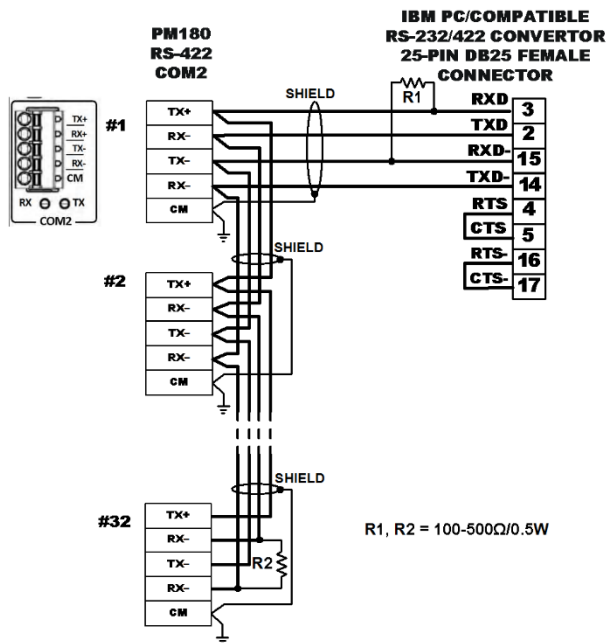 IBM PC/COMPATIBLE
RS-232/422 CONVERTOR
25-PIN DB25 FEMALE
CONNECTOR
PM180
RS-422
COM2
SHIELD
R1
#1
TX+
RX+
TX-
RX-
CM
RX
TX
COM2
TX+
RX–
TX–
RX–
CM
RXD
3
TXD
2
RXD-
15
TXD-
14
RTS
4
CTS
5
RTS-
16
CTS-
17
SHIELD
#2
TX+
RX–
TX–
RX–
CM
SHIELD
#32
TX+
RX–
TX–
RX–
CM
R2
R1, R2 = 100-500Ω/0.5W